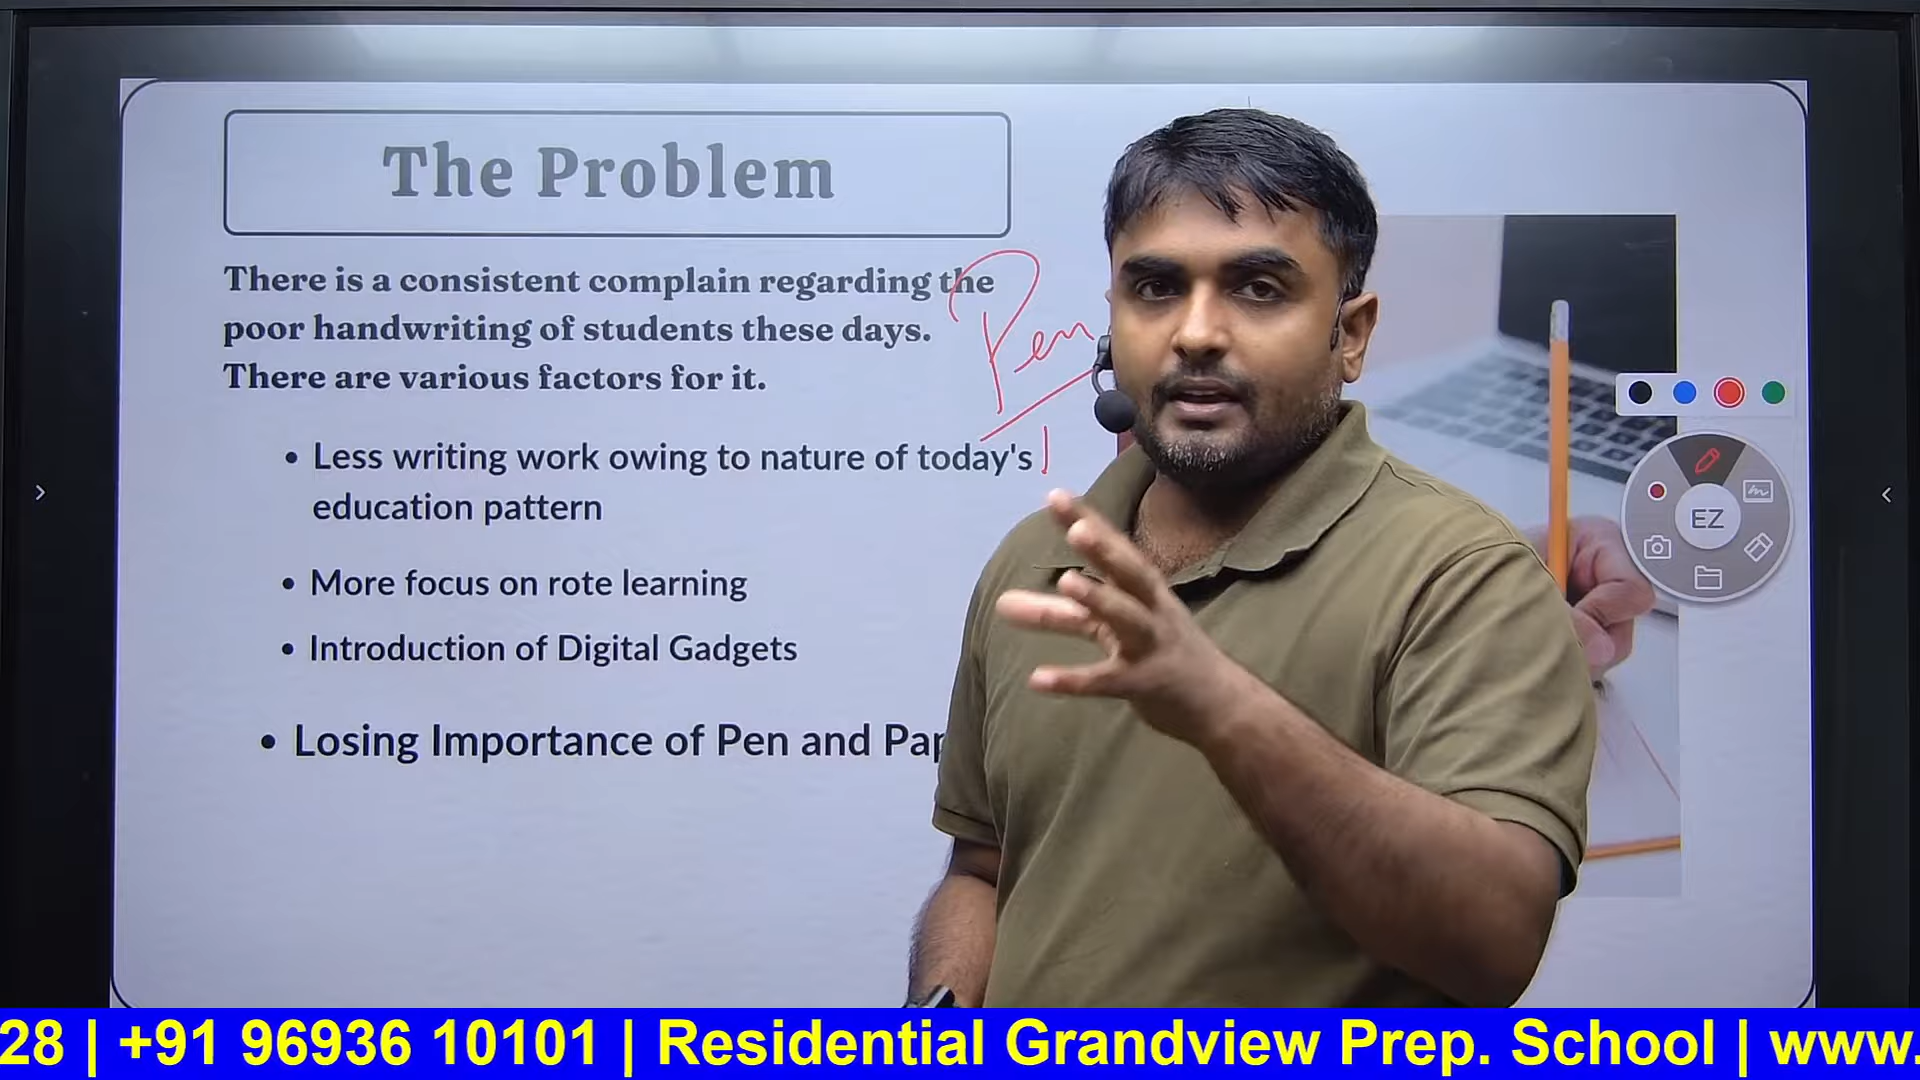 The Problem
There is a consistent complain regarding the
poor handwriting of students these days.
There are various factors for it.
Pen
• Less writing work owing to nature of today's
education pattern
• More focus on rote learning
• Introduction of Digital Gadgets
• Losing Importance of Pen and Pap
EZ
28 | +91 96936 10101 | Residential Grandview Prep. School | www.